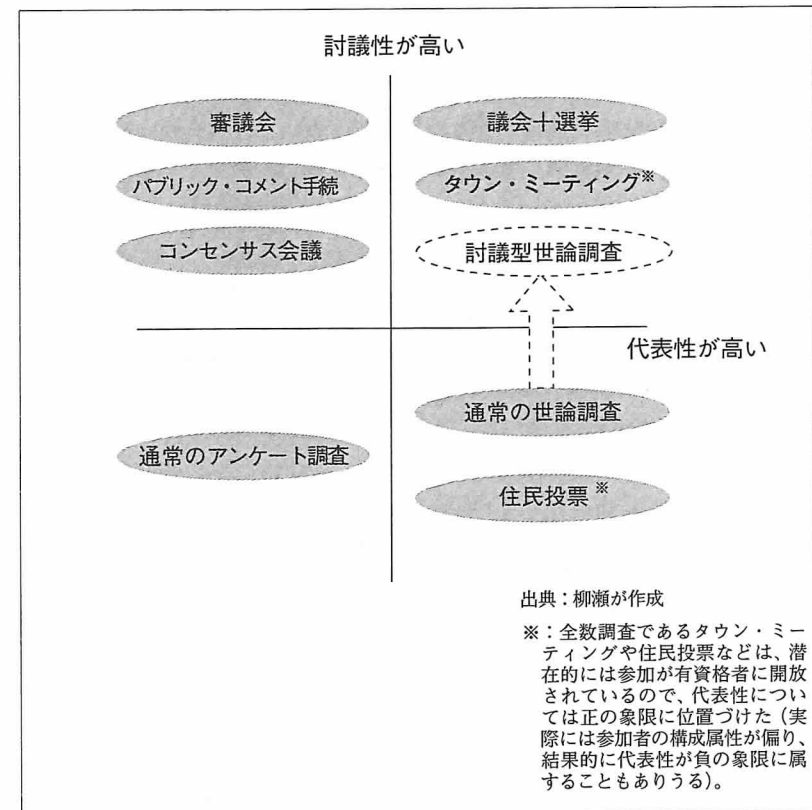 討議性が高い
審議会
議会＋選挙
パブリック・コメント手続
タウン・ミーティング※
コンセンサス会議
討議型世論調査
代表性が高い
通常の世論調査
通常のアンケート調査
住民投票※
出典：柳瀬が作成
※：全数調査であるタウン・ミー
ティングや住民投票などは、潜
在的には参加が有資格者に開放
されているので、代表性につい
ては正の象限に位置づけた（実
際には参加者の構成属性が偏り、
結果的に代表性が負の象限に属
することもありうる）。